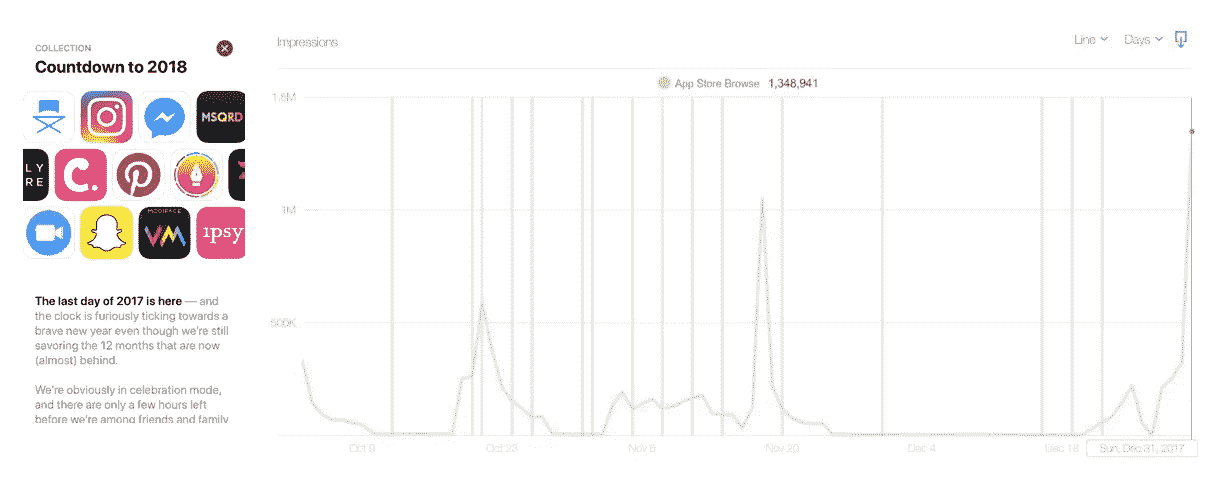 COLLECTION
Countdown to 2018
MSQRD
LY
RE
C.
MODIFACE
VM
ipsy
The last day of 2017 is here — and
the clock is furiously ticking towards a
brave new year even though we're still
savoring the 12 months that are now
(almost) behind.
We're obviously in celebration mode,
and there are only a few hours left
before we're among friends and family
Impressions
Line
Days
App Store Browse 1,348,941
1.5M
1M
500K
Oct 9
Oct 23
Nov 6
Nov 20
Dec 4
Dec 18
Sun, Dec 31, 2017